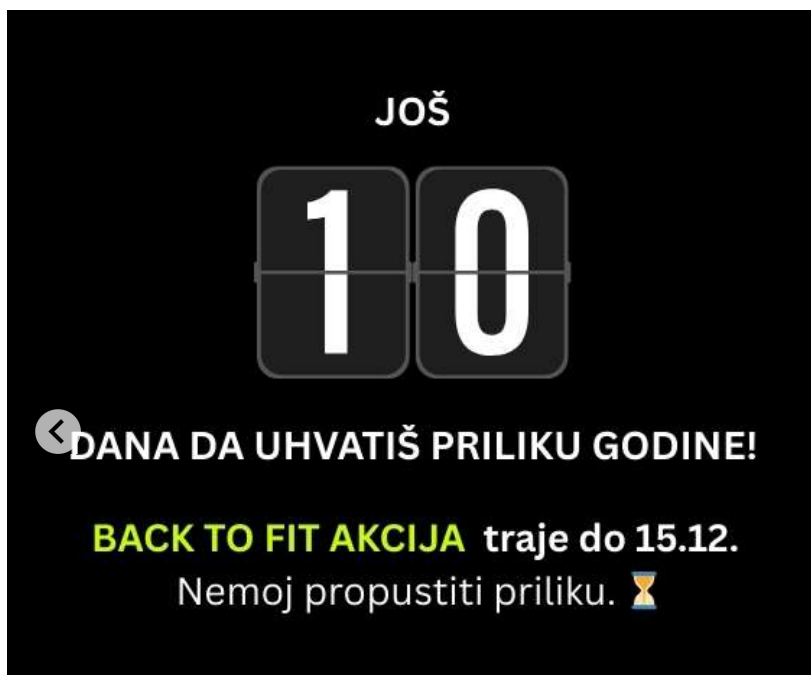 JOŠ
10
DANA DA UHVATIŠ PRILIKU GODINE!
BACK TO FIT AKCIJA traje do 15.12.
Nemoj propustiti priliku. ⏳